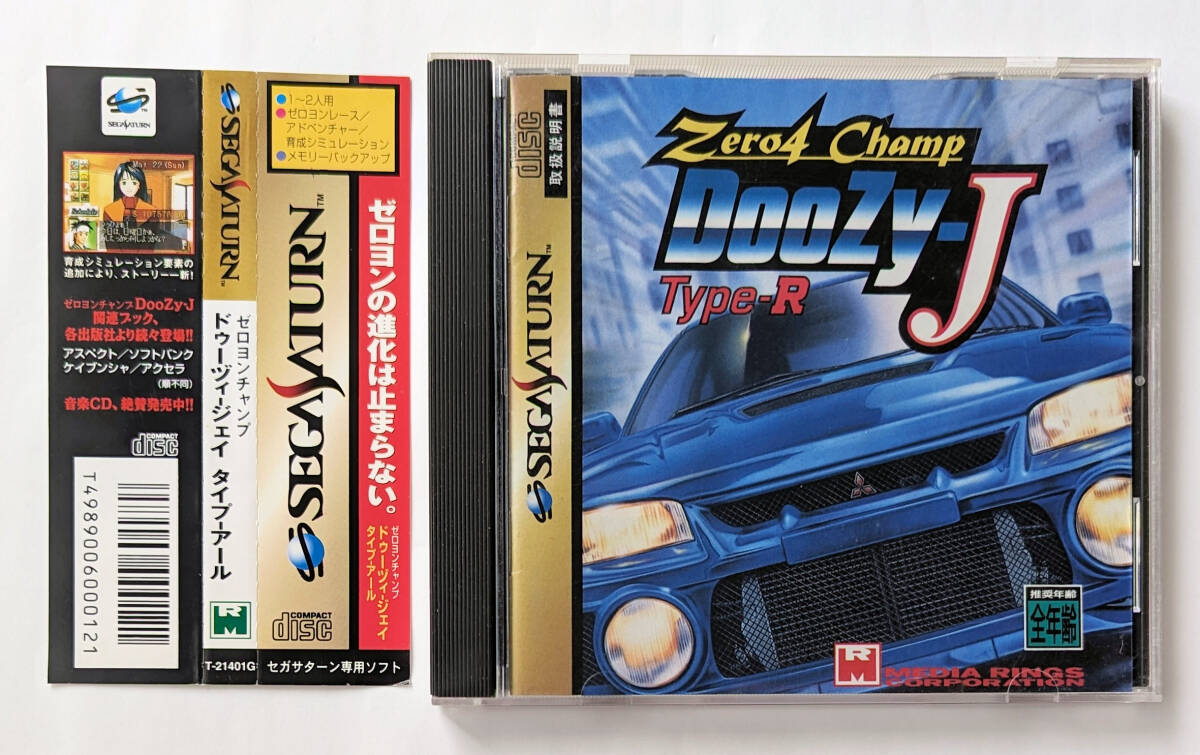 SEGA SATURN
Mar 22 (Sun)
育成シミュレーション要素の
追加により、ストーリー一新!
ゼロヨンチャンプDooZy-J
関連ブック、
各出版社より続々登場!!
アスペクト/ソフトバンク
ケイブンシャ/アクセラ
(順不同)
音楽CD、絶賛発売中!!
COMPACT
disc
T4989006000121
SEGA SATURN™
ゼロヨンチャンプ
ドゥーヅィ-ジェイ タイプ-アール
RM
T-21401G
●1〜2人用
●ゼロヨンレース/
アドベンチャー/
育成シミュレーション
●メモリーバックアップ
SEGA SATURN™
COMPACT
disc
ゼロヨンの進化は止まらない。
ゼロヨンチャンプ
ドゥーヅィ-ジェイ
タイプ-アール
セガサターン専用ソフト
COMPACT
disc
取扱説明書
SEGA SATURN™
Zero4 Champ
DooZy-J
Type-R
推奨年齢
全年齢
RM
MEDIA RINGS
CORPORATION